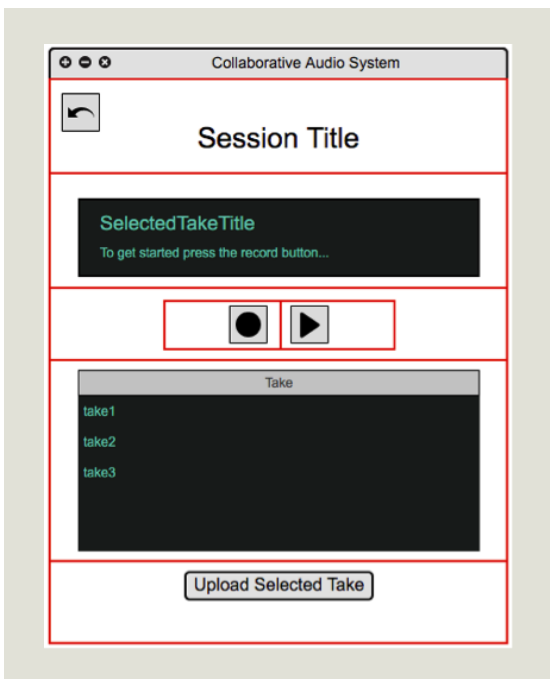 Collaborative Audio System
Session Title
SelectedTakeTitle
To get started press the record button...
Take
take1
take2
take3
Upload Selected Take